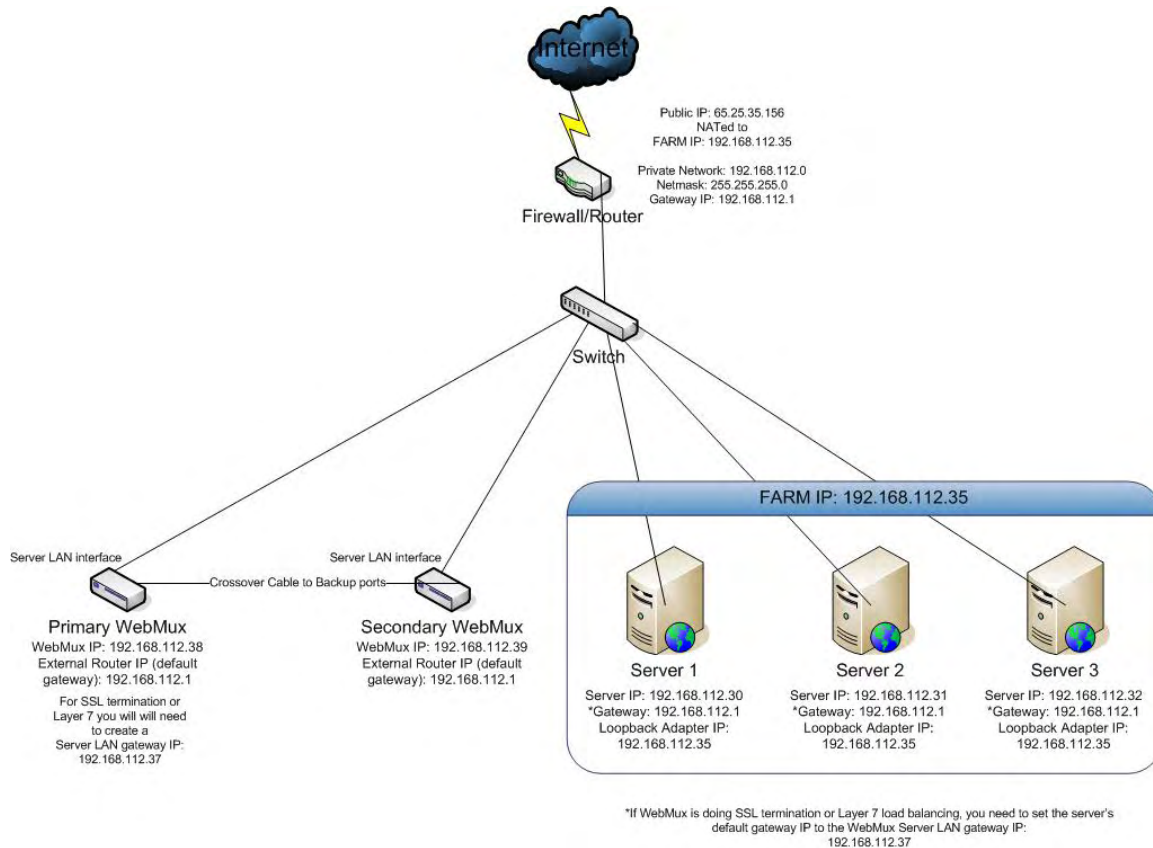 Internet
Public IP: 65.25.35.156
NATed to
FARM IP: 192.168.112.35
Private Network: 192.168.112.0
Netmask: 255.255.255.0
Gateway IP: 192.168.112.1
Firewall/Router
Switch
FARM IP: 192.168.112.35
Server LAN interface
Server LAN interface
Crossover Cable to Backup ports
Primary WebMux
WebMux IP: 192.168.112.38
External Router IP (default
gateway): 192.168.112.1
For SSL termination or
Layer 7 you will will need
to create a
Server LAN gateway IP:
192.168.112.37
Secondary WebMux
WebMux IP: 192.168.112.39
External Router IP (default
gateway): 192.168.112.1
Server 1
Server IP: 192.168.112.30
*Gateway: 192.168.112.1
Loopback Adapter IP:
192.168.112.35
Server 2
Server IP: 192.168.112.31
*Gateway: 192.168.112.1
Loopback Adapter IP:
192.168.112.35
Server 3
Server IP: 192.168.112.32
*Gateway: 192.168.112.1
Loopback Adapter IP:
192.168.112.35
*If WebMux is doing SSL termination or Layer 7 load balancing, you need to set the server's
default gateway IP to the WebMux Server LAN gateway IP:
192.168.112.37